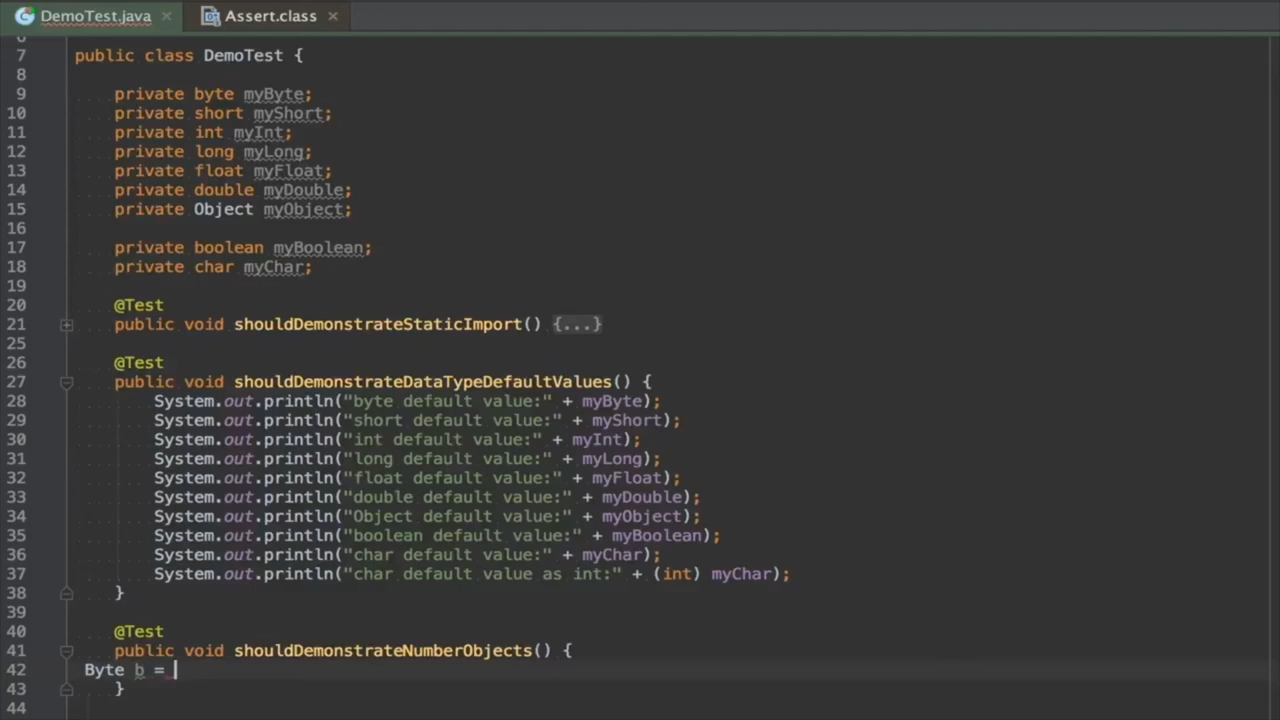 DemoTest.java
Assert.class
6
7 public class DemoTest {
8
9 private byte myByte;
10 private short myShort;
11 private int myInt;
12 private long myLong;
13 private float myFloat;
14 private double myDouble;
15 private Object myObject;
16
17 private boolean myBoolean;
18 private char myChar;
19
20 @Test
21 public void shouldDemonstrateStaticImport() {...}
25
26 @Test
27 public void shouldDemonstrateDataTypeDefaultValues() {
28 System.out.println("byte default value:" + myByte);
29 System.out.println("short default value:" + myShort);
30 System.out.println("int default value:" + myInt);
31 System.out.println("long default value:" + myLong);
32 System.out.println("float default value:" + myFloat);
33 System.out.println("double default value:" + myDouble);
34 System.out.println("Object default value:" + myObject);
35 System.out.println("boolean default value:" + myBoolean);
36 System.out.println("char default value:" + myChar);
37 System.out.println("char default value as int:" + (int) myChar);
38 }
39
40 @Test
41 public void shouldDemonstrateNumberObjects() {
42 Byte b =
43 }
44